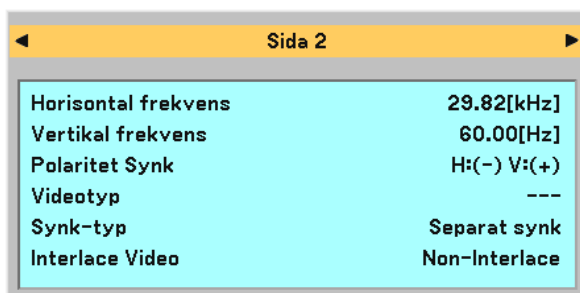 Sida 2
Horisontal frekvens 29.82[kHz]
Vertikal frekvens 60.00[Hz]
Polaritet Synk H:(-) V:(+)
Videotyp ---
Synk-typ Separat synk
Interlace Video Non-Interlace